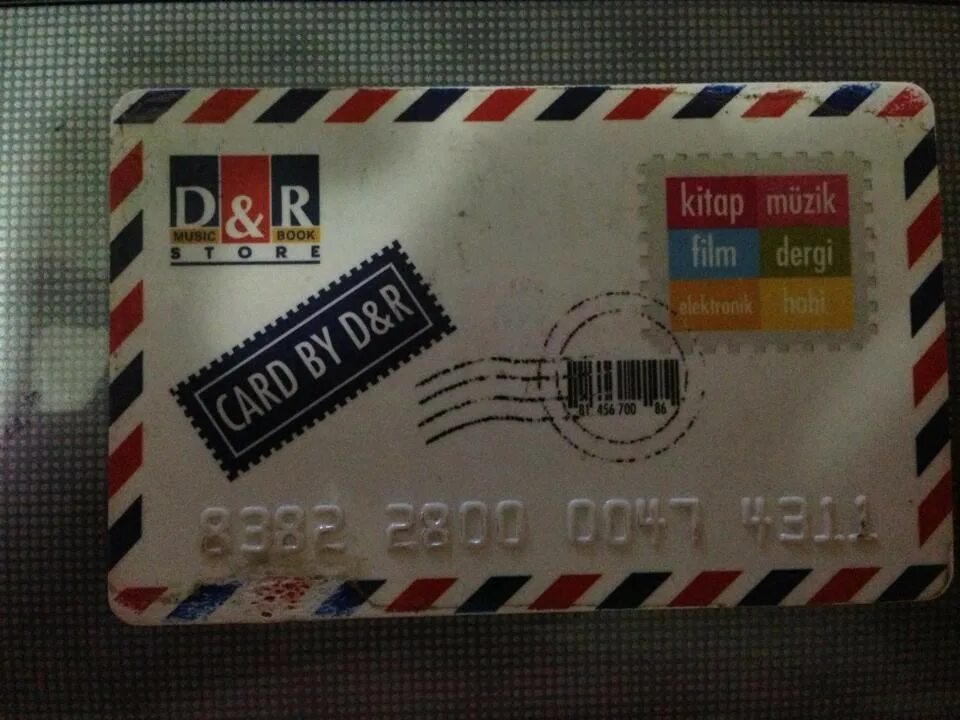 D&R
MUSIC BOOK
STORE
kitap müzik
film dergi
elektronik hobi
CARD BY D&R
81 456 700 86
8382 2800 0047 4311